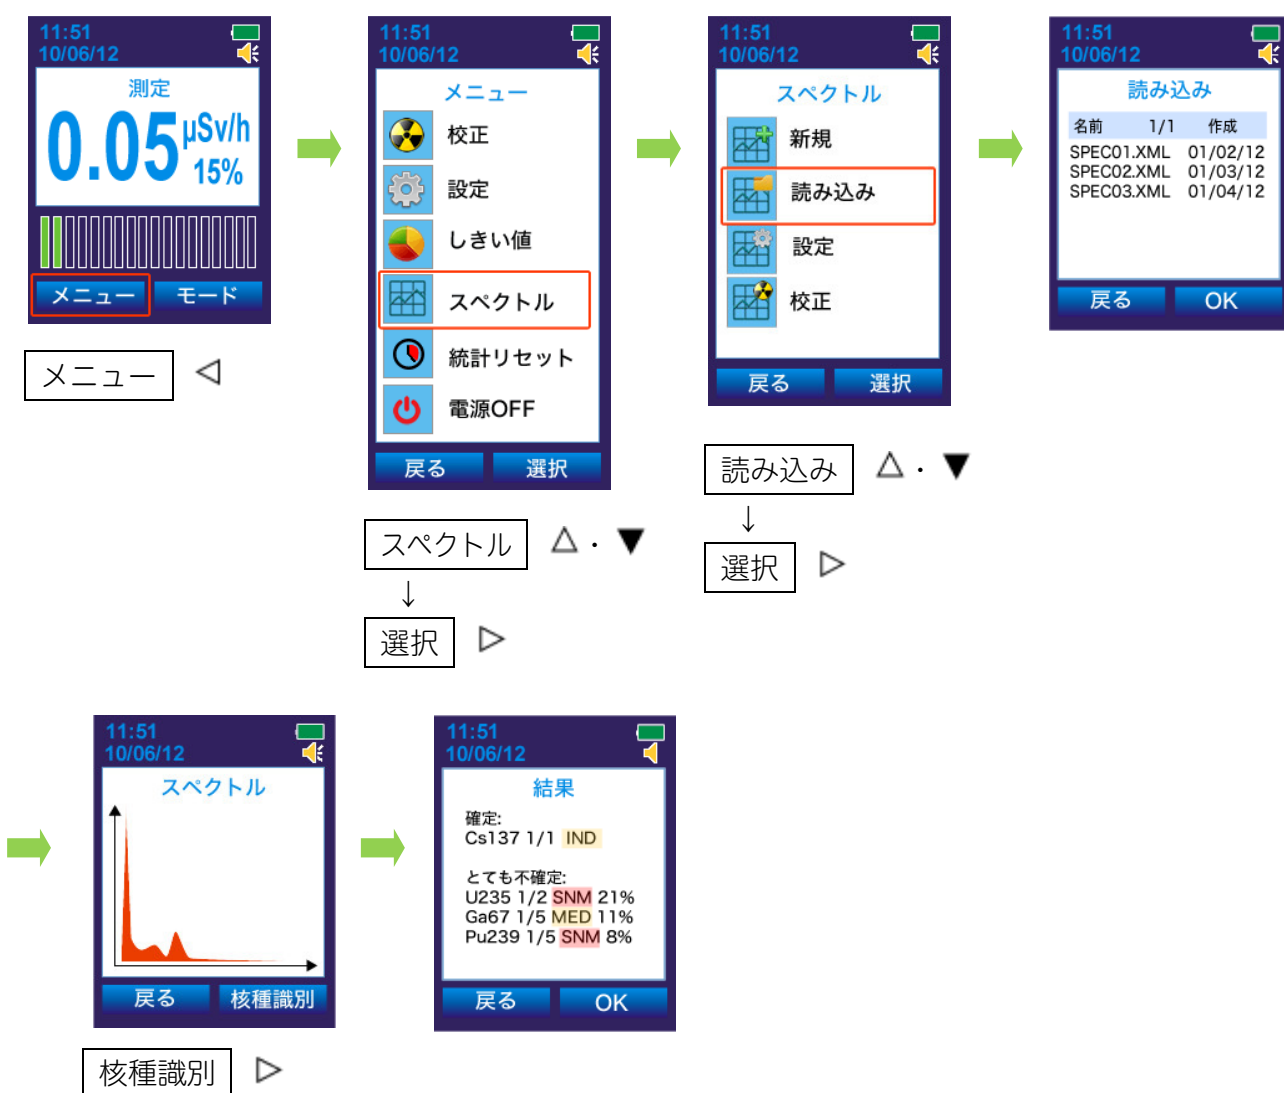 11:51
10/06/12
測定
0.05 μSv/h
15%
メニュー モード
メニュー ◁
11:51
10/06/12
メニュー
校正
設定
しきい値
スペクトル
統計リセット
電源OFF
戻る 選択
スペクトル △・▼
↓
選択 ▷
11:51
10/06/12
スペクトル
新規
読み込み
設定
校正
戻る 選択
読み込み △・▼
↓
選択 ▷
11:51
10/06/12
読み込み
名前 1/1 作成
SPEC01.XML 01/02/12
SPEC02.XML 01/03/12
SPEC03.XML 01/04/12
戻る OK
11:51
10/06/12
スペクトル
戻る 核種識別
核種識別 ▷
11:51
10/06/12
結果
確定:
Cs137 1/1 IND
とても不確定:
U235 1/2 SNM 21%
Ga67 1/5 MED 11%
Pu239 1/5 SNM 8%
戻る OK